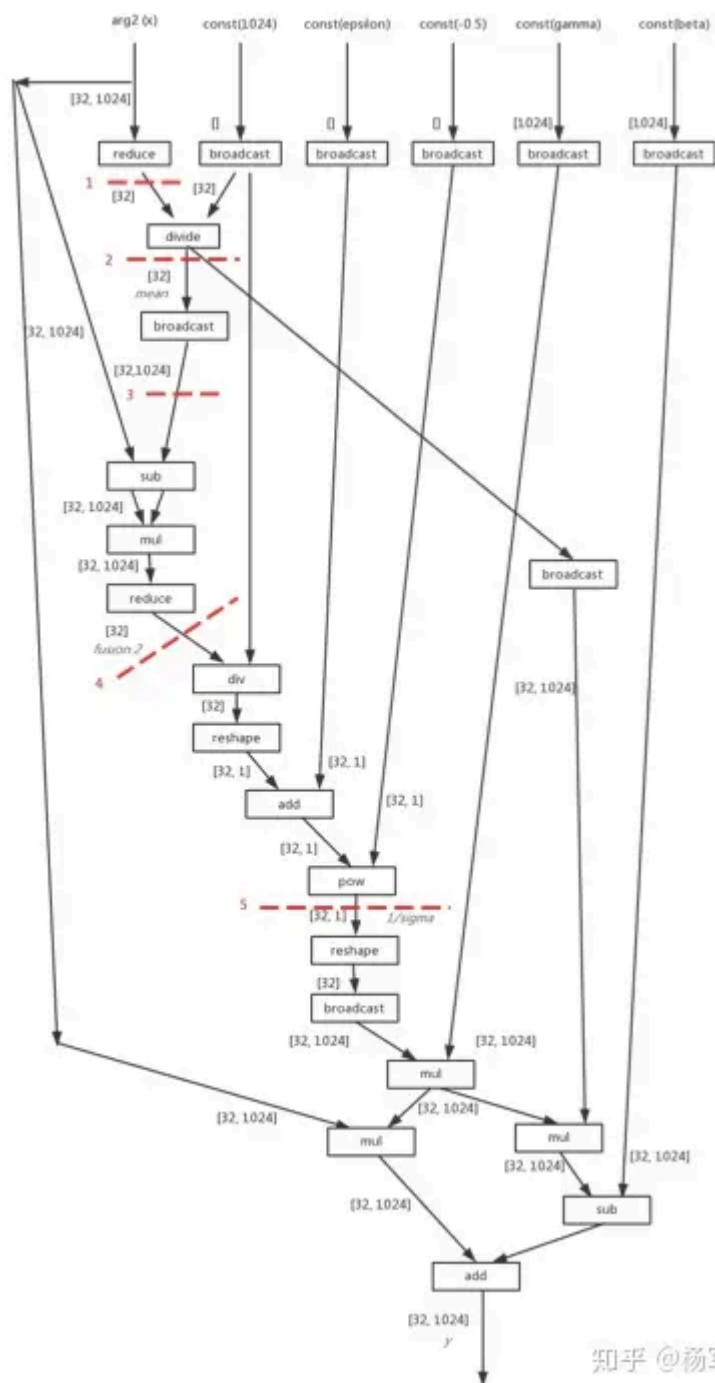 arg2 (x) const(1024) const(epsilon) const(-0.5) const(gamma) const(beta)
[32, 1024]
[] [] [] [1024] [1024]
reduce broadcast broadcast broadcast broadcast broadcast
1 [32] [32]
divide
2 [32]
mean
[32, 1024] broadcast
[32,1024]
3
sub
[32, 1024]
mul
[32, 1024] broadcast
reduce
[32]
fusion 2
4 div [32, 1024]
[32]
reshape
[32, 1] [32, 1]
add [32, 1]
[32, 1]
pow
5 [32, 1] 1/sigma
reshape
[32]
broadcast
[32, 1024] [32, 1024]
mul
[32, 1024] [32, 1024]
mul mul
[32, 1024] [32, 1024]
[32, 1024] sub
add
[32, 1024]
y
知乎 @杨军